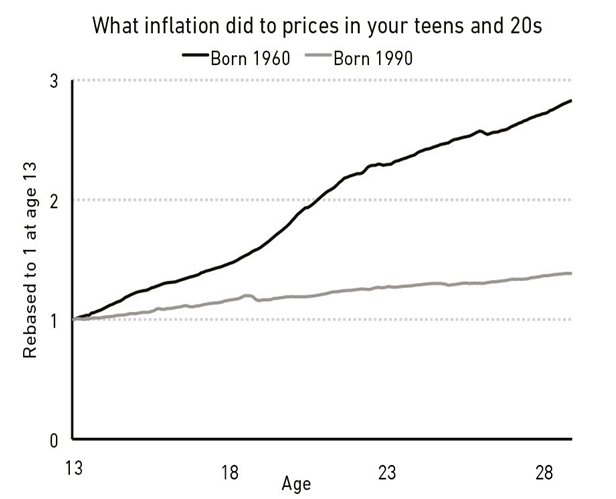 What inflation did to prices in your teens and 20s
Born 1960 Born 1990
3
2
1
0
Rebased to 1 at age 13
13 18 23 28
Age